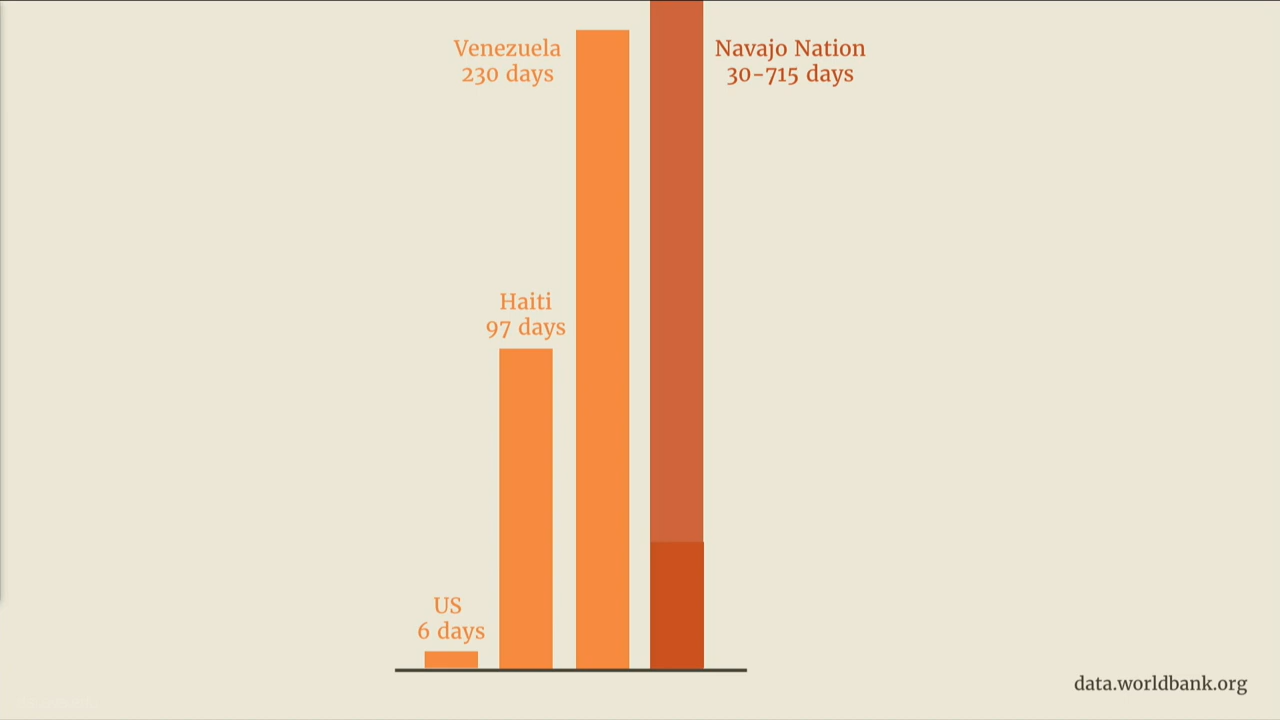 Venezuela
230 days
Navajo Nation
30-715 days
Haiti
97 days
US
6 days
data.worldbank.org